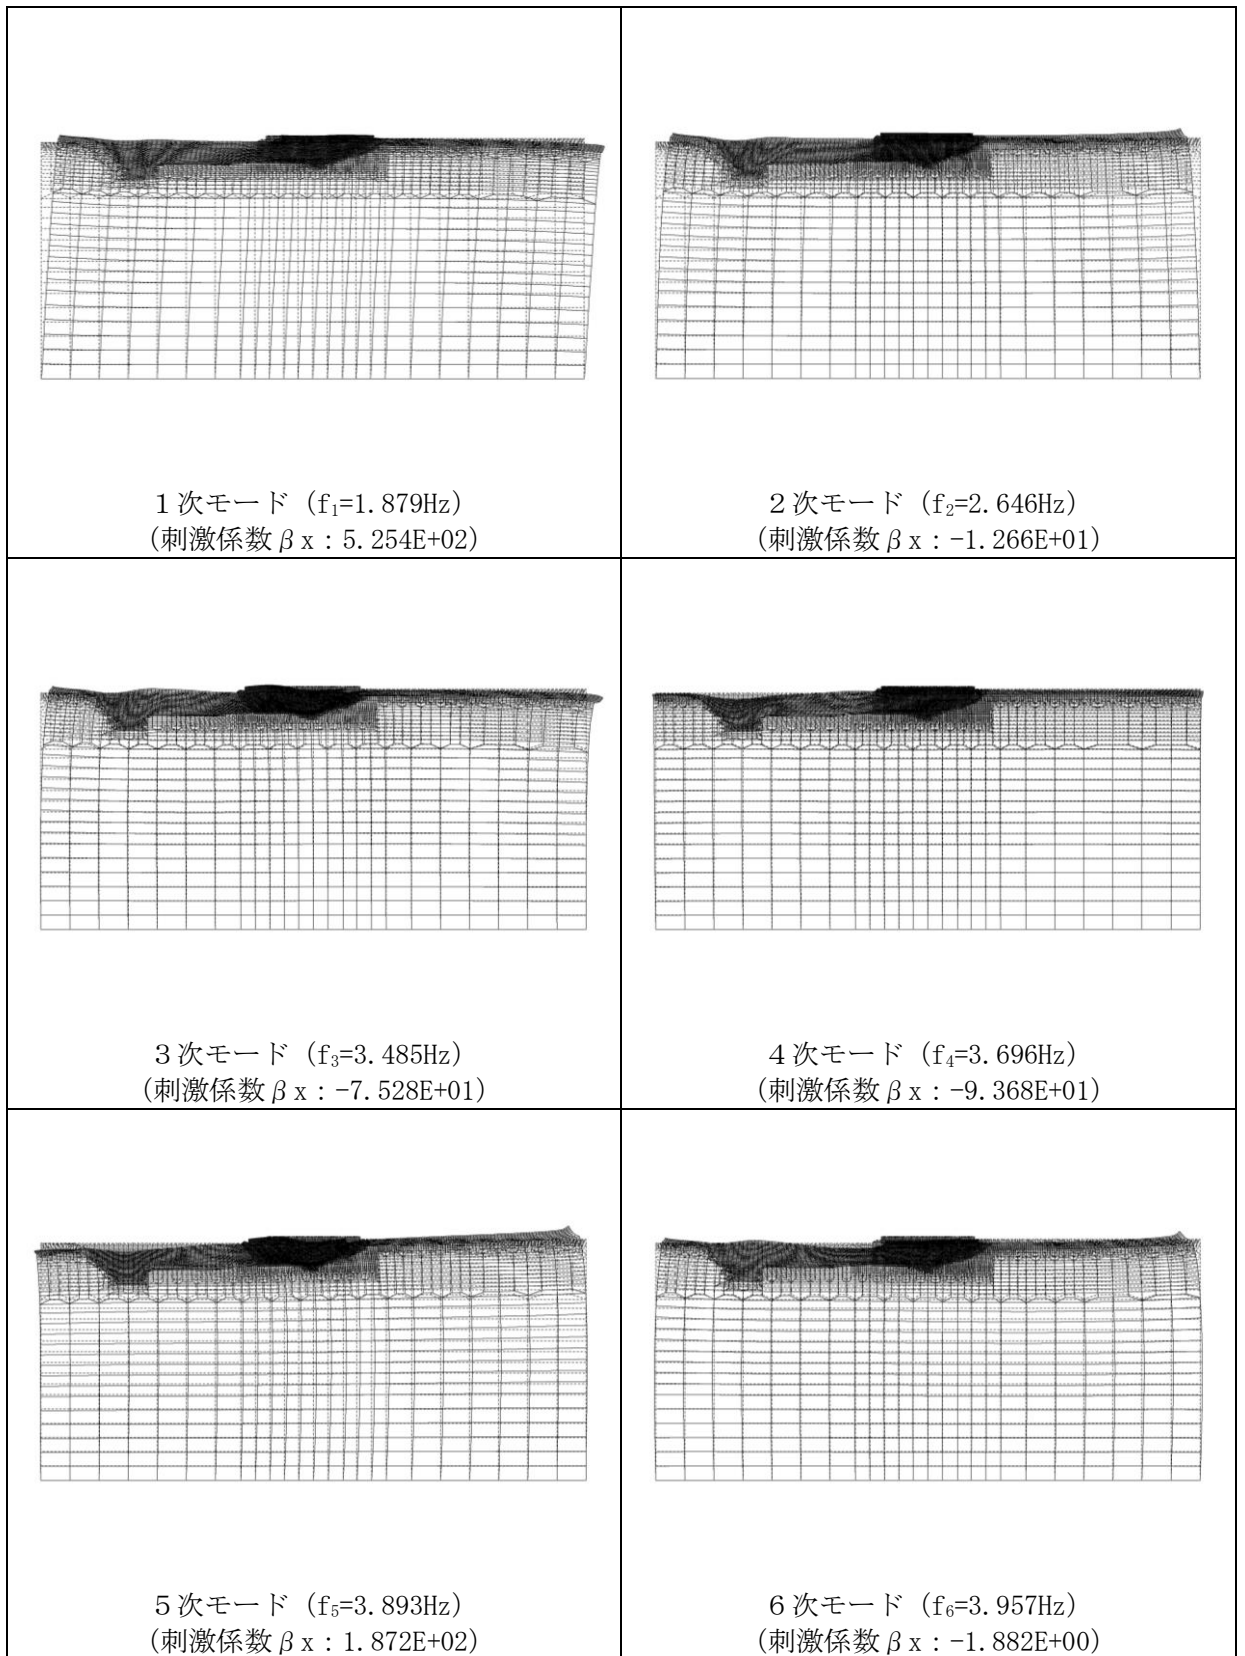 1次モード (f₁=1.879Hz)
(刺激係数βx：5.254E+02)
2次モード (f₂=2.646Hz)
(刺激係数βx：-1.266E+01)
3次モード (f₃=3.485Hz)
(刺激係数βx：-7.528E+01)
4次モード (f₄=3.696Hz)
(刺激係数βx：-9.368E+01)
5次モード (f₅=3.893Hz)
(刺激係数βx：1.872E+02)
6次モード (f₆=3.957Hz)
(刺激係数βx：-1.882E+00)